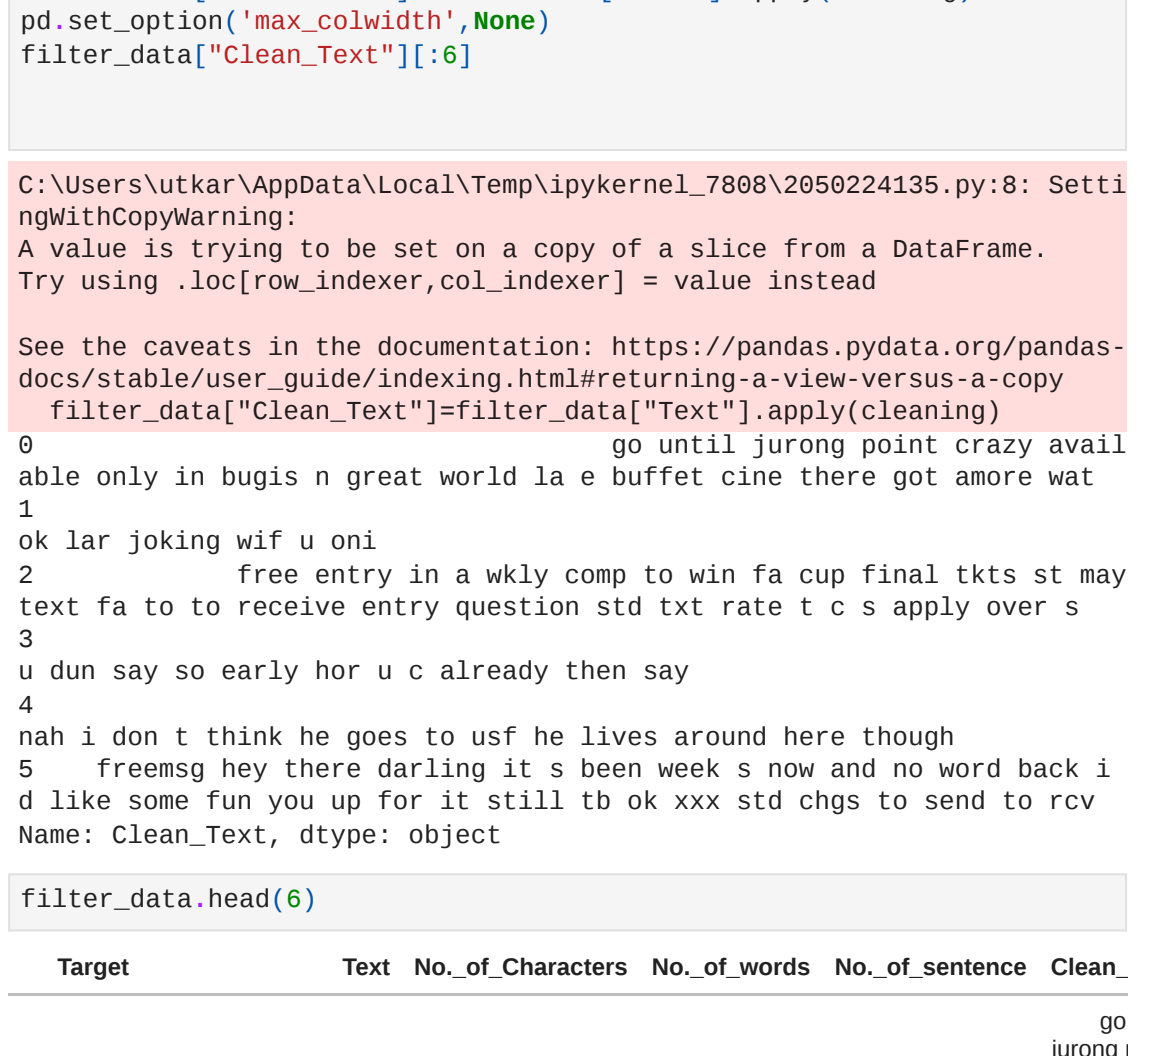 pd.set_option('max_colwidth',None)
filter_data["Clean_Text"][:6]
C:\Users\utkar\AppData\Local\Temp\ipykernel_7808\2050224135.py:8: Setti
ngWithCopyWarning:
A value is trying to be set on a copy of a slice from a DataFrame.
Try using .loc[row_indexer,col_indexer] = value instead
See the caveats in the documentation: https://pandas.pydata.org/pandas-
docs/stable/user_guide/indexing.html#returning-a-view-versus-a-copy
filter_data["Clean_Text"]=filter_data["Text"].apply(cleaning)
0 go until jurong point crazy avail
able only in bugis n great world la e buffet cine there got amore wat
1
ok lar joking wif u oni
2 free entry in a wkly comp to win fa cup final tkts st may
text fa to to receive entry question std txt rate t c s apply over s
3
u dun say so early hor u c already then say
4
nah i don t think he goes to usf he lives around here though
5 freemsg hey there darling it s been week s now and no word back i
d like some fun you up for it still tb ok xxx std chgs to send to rcv
Name: Clean_Text, dtype: object
filter_data.head(6)
Target Text No._of_Characters No._of_words No._of_sentence Clean_
go
jurong